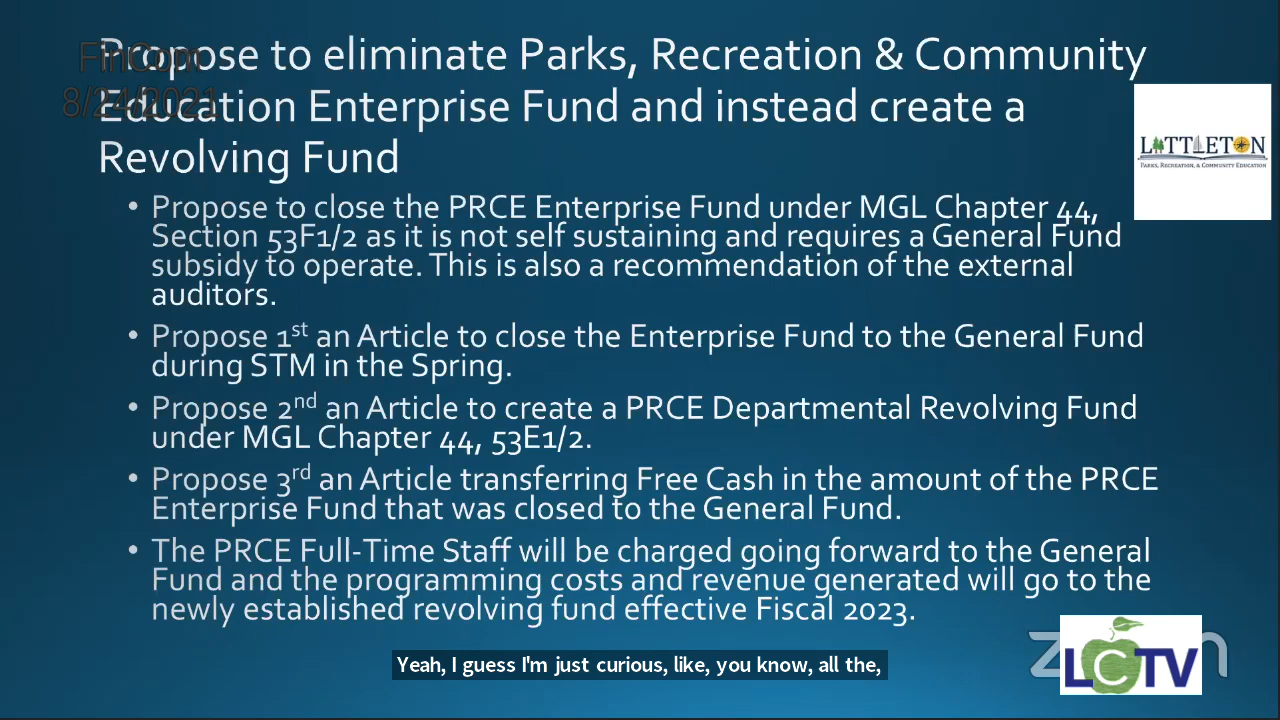 FinCom
8/24/2021
Propose to eliminate Parks, Recreation & Community
Education Enterprise Fund and instead create a
Revolving Fund
LITTLETON
PARKS, RECREATION, & COMMUNITY EDUCATION
• Propose to close the PRCE Enterprise Fund under MGL Chapter 44,
Section 53F1/2 as it is not self sustaining and requires a General Fund
subsidy to operate. This is also a recommendation of the external
auditors.
• Propose 1st an Article to close the Enterprise Fund to the General Fund
during STM in the Spring.
• Propose 2nd an Article to create a PRCE Departmental Revolving Fund
under MGL Chapter 44, 53E1/2.
• Propose 3rd an Article transferring Free Cash in the amount of the PRCE
Enterprise Fund that was closed to the General Fund.
• The PRCE Full-Time Staff will be charged going forward to the General
Fund and the programming costs and revenue generated will go to the
newly established revolving fund effective Fiscal 2023.
Yeah, I guess I'm just curious, like, you know, all the,
LCTV